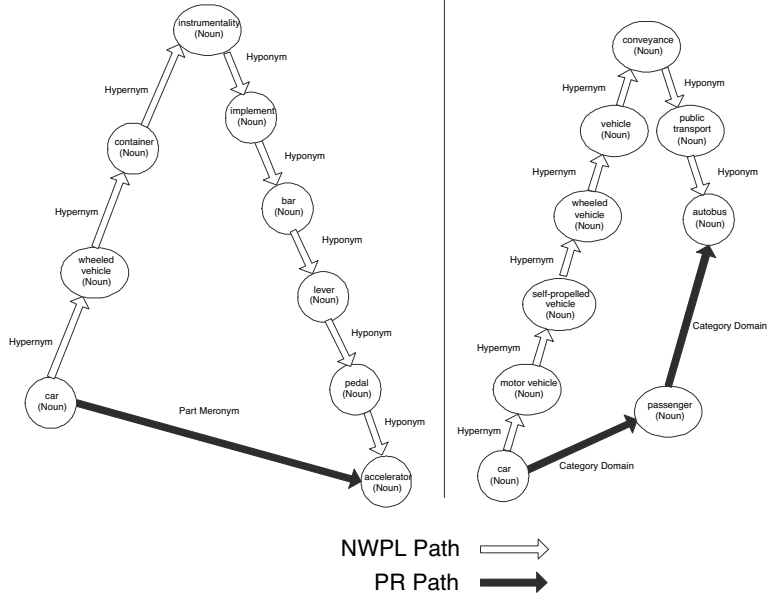 instrumentality
(Noun)
Hypernym
Hyponym
container
(Noun)
implement
(Noun)
Hypernym
Hyponym
wheeled
vehicle
(Noun)
bar
(Noun)
Hypernym
Hyponym
car
(Noun)
lever
(Noun)
Hyponym
pedal
(Noun)
Part Meronym
Hyponym
accelerator
(Noun)
conveyance
(Noun)
Hypernym
Hyponym
vehicle
(Noun)
public
transport
(Noun)
Hypernym
Hyponym
wheeled
vehicle
(Noun)
autobus
(Noun)
Hypernym
self-propelled
vehicle
(Noun)
Category Domain
Hypernym
motor vehicle
(Noun)
passenger
(Noun)
Hypernym
car
(Noun)
Category Domain
NWPL Path
PR Path